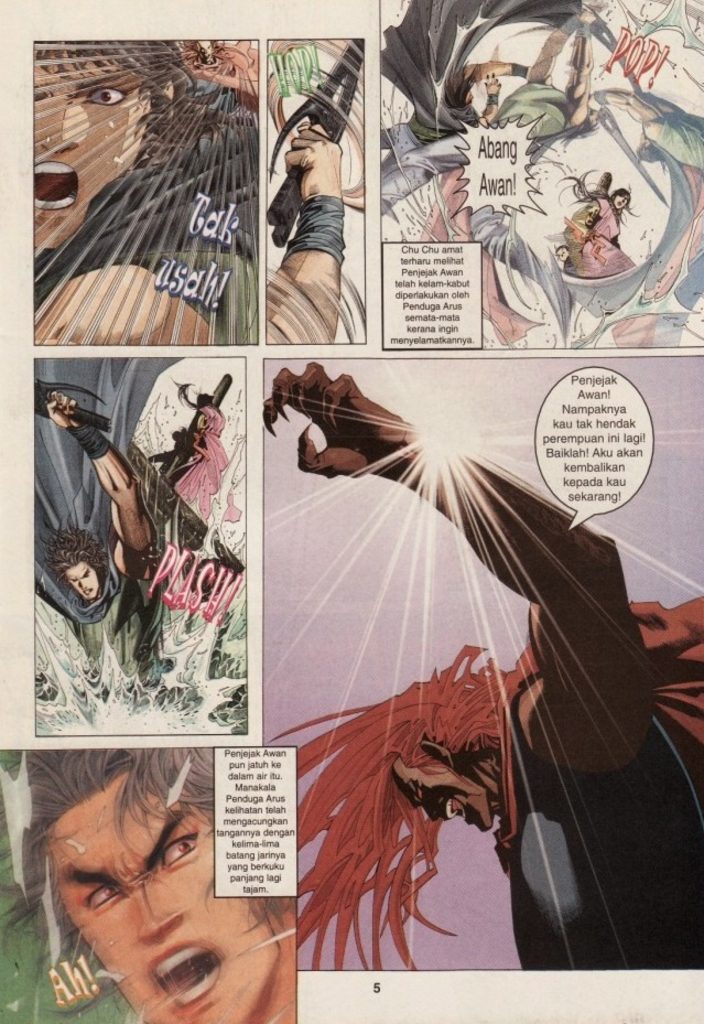 Tak
usah!
POP!
POP!
Abang
Awan!
Chu Chu amat
terharu melihat
Penjejak Awan
telah kelam-kabut
diperlakukan oleh
Penduga Arus
semata-mata
kerana ingin
menyelamatkannya.
PLASH!
Penjejak
Awan!
Nampaknya
kau tak hendak
perempuan ini lagi!
Baiklah! Aku akan
kembalikan
kepada kau
sekarang!
Penjejak Awan
pun jatuh ke
dalam air itu.
Manakala
Penduga Arus
kelihatan telah
mengacungkan
tangannya dengan
kelima-lima
batang jarinya
yang berkuku
panjang lagi
tajam.
Ah!
5